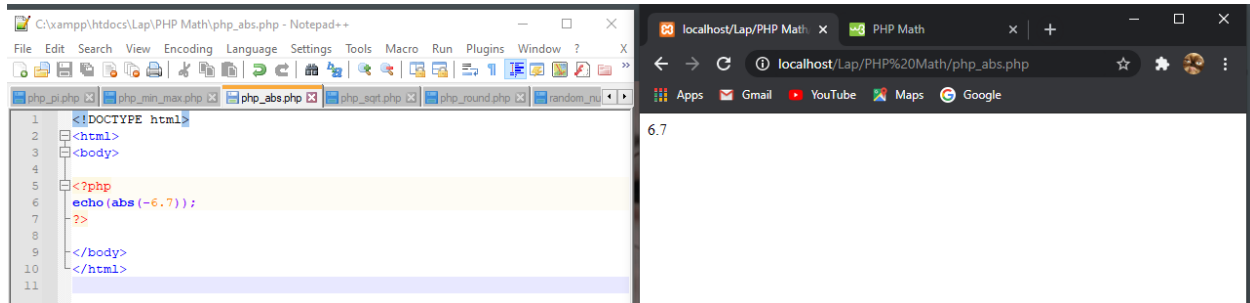 C:\xampp\htdocs\Lap\PHP Math\php_abs.php - Notepad++
File Edit Search View Encoding Language Settings Tools Macro Run Plugins Window ? X
php_pi.php php_min_max.php php_abs.php php_sqrt.php php_round.php random_nu
1 <!DOCTYPE html>
2 <html>
3 <body>
4
5 <?php
6 echo(abs(-6.7));
7 ?>
8
9 </body>
10 </html>
11
localhost/Lap/PHP Math PHP Math
localhost/Lap/PHP%20Math/php_abs.php
Apps Gmail YouTube Maps Google
6.7